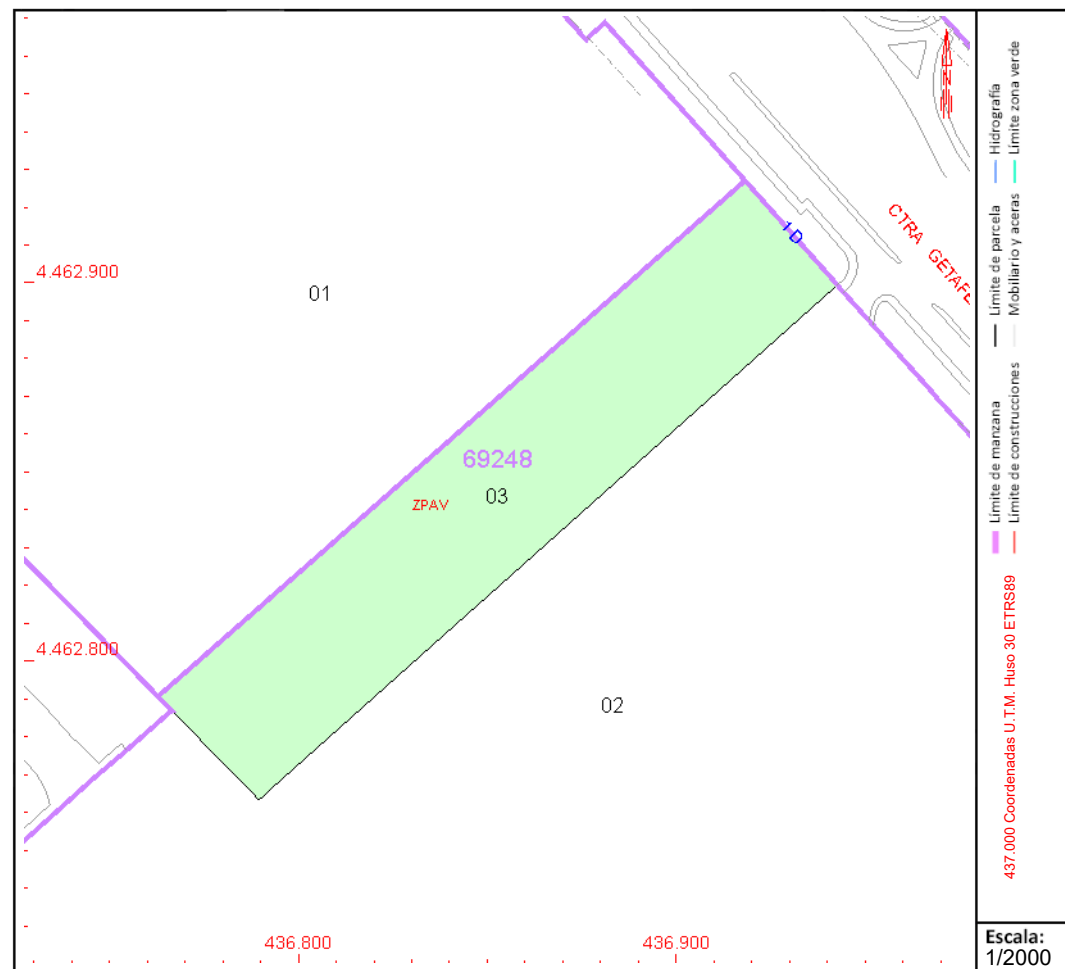 4.462.900
01
1 D
CTRA GETAFE
69248
03
ZPAV
4.462.800
02
436.800
436.900
N
Hidrografía
Límite zona verde
Límite de parcela
Mobiliario y aceras
Límite de manzana
Límite de construcciones
437.000 Coordenadas U.T.M. Huso 30 ETRS89
Escala:
1/2000